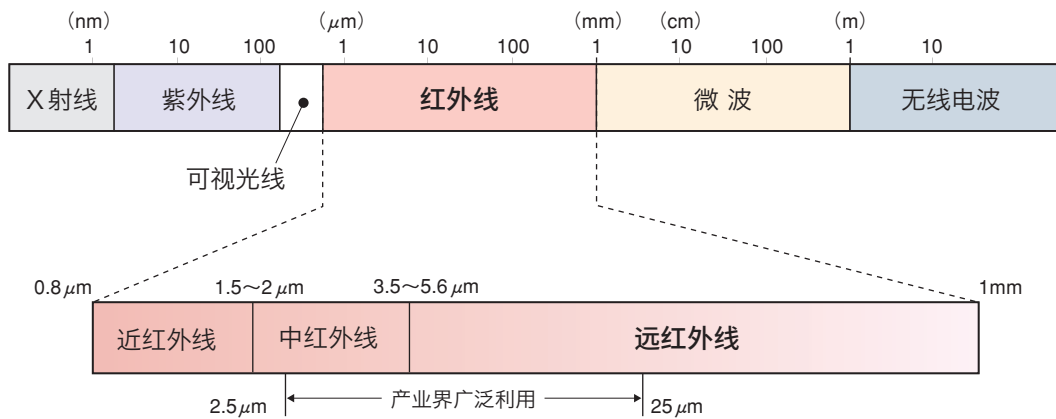 （nm） （μm） （mm） （cm） （m）
1 10 100 1 10 100 1 10 100 1 10
X射线 紫外线 红外线 微 波 无线电波
可视光线
0.8μm 1.5～2μm 3.5～5.6μm 1mm
近红外线 中红外线 远红外线
2.5μm 产业界广泛利用 25μm